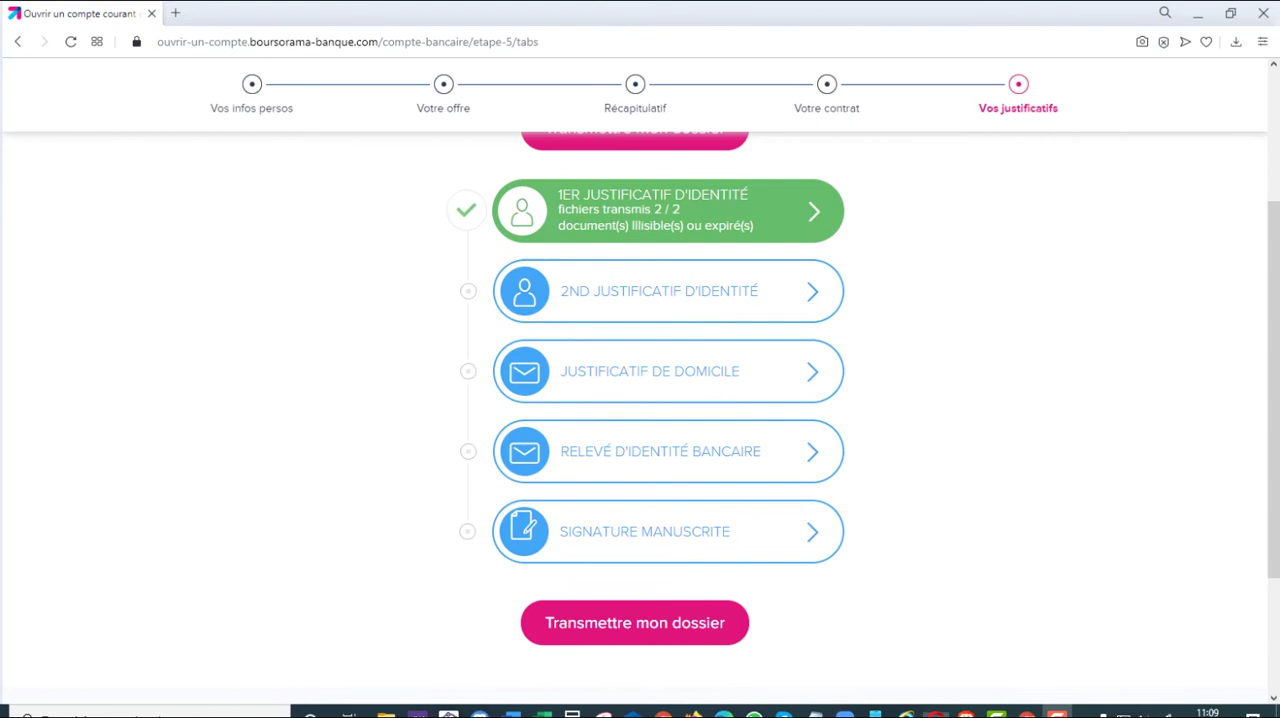 Ouvrir un compte courant
ouvrir-un-compte.boursorama-banque.com/compte-bancaire/etape-5/tabs
Vos infos persos
Votre offre
Récapitulatif
Votre contrat
Vos justificatifs
1ER JUSTIFICATIF D'IDENTITÉ
fichiers transmis 2 / 2
document(s) Illisible(s) ou expiré(s)
2ND JUSTIFICATIF D'IDENTITÉ
JUSTIFICATIF DE DOMICILE
RELEVÉ D'IDENTITÉ BANCAIRE
SIGNATURE MANUSCRITE
Transmettre mon dossier
11:09